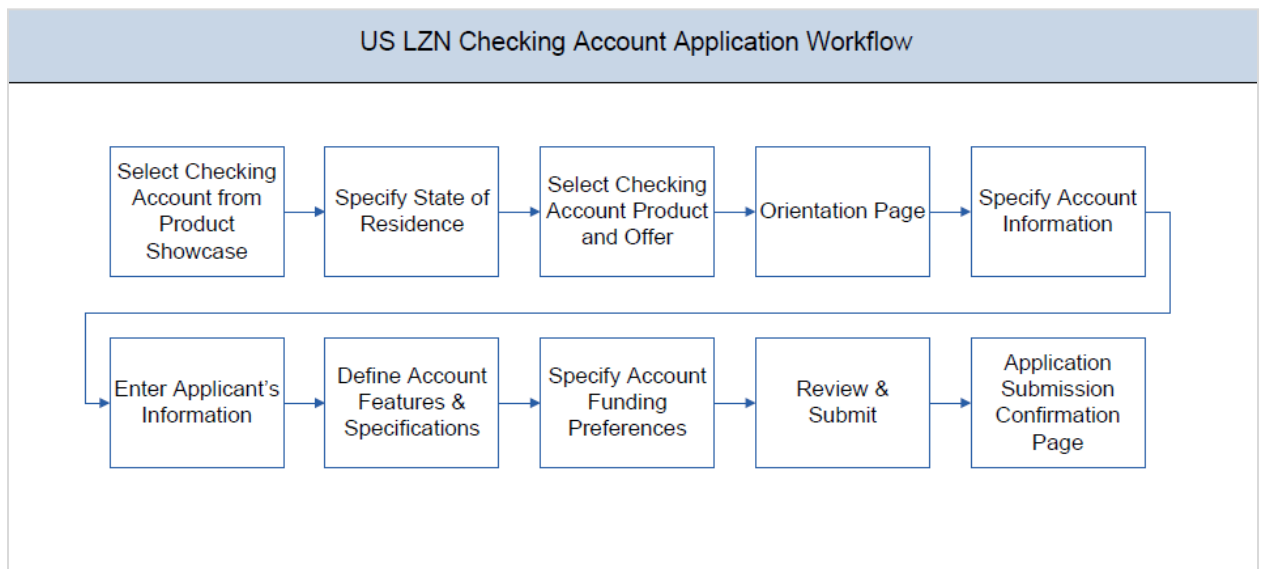 US LZN Checking Account Application Workflow
Select Checking
Account from
Product
Showcase
Specify State of
Residence
Select Checking
Account Product
and Offer
Orientation Page
Specify Account
Information
Enter Applicant's
Information
Define Account
Features &
Specifications
Specify Account
Funding
Preferences
Review &
Submit
Application
Submission
Confirmation
Page